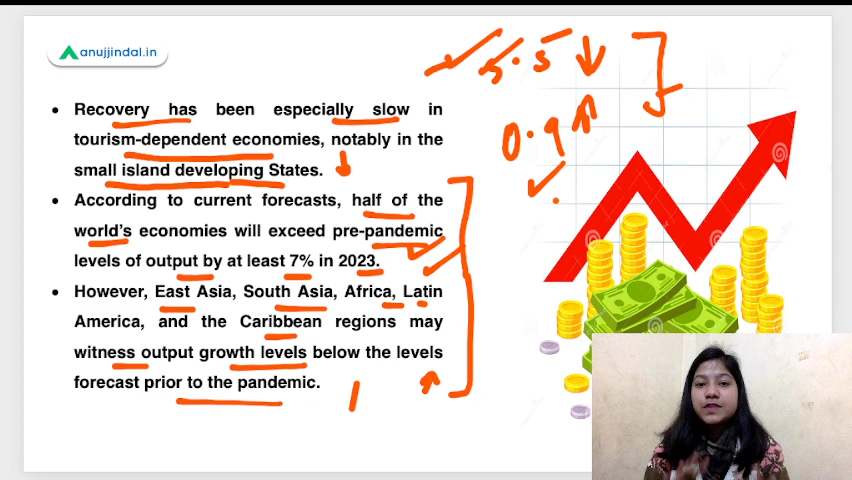 anujjindal.in
5.5 ↓
0.9 ↑
• Recovery has been especially slow in
tourism-dependent economies, notably in the
small island developing States.
• According to current forecasts, half of the
world's economies will exceed pre-pandemic
levels of output by at least 7% in 2023.
• However, East Asia, South Asia, Africa, Latin
America, and the Caribbean regions may
witness output growth levels below the levels
forecast prior to the pandemic.